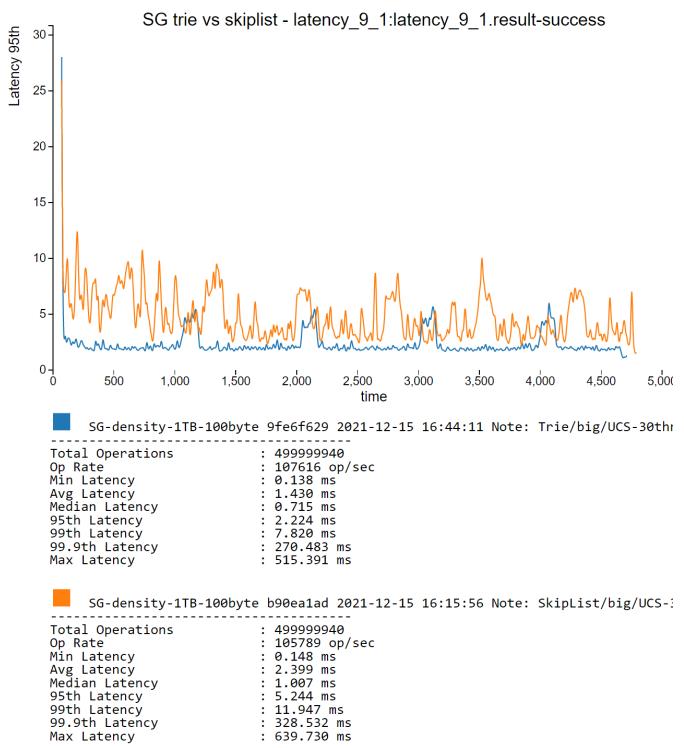 SG trie vs skiplist - latency_9_1:latency_9_1.result-success
Latency 95th
30
25
20
15
10
5
0
0 500 1,000 1,500 2,000 2,500 3,000 3,500 4,000 4,500 5,000
time
SG-density-1TB-100byte 9fe6f629 2021-12-15 16:44:11 Note: Trie/big/UCS-30thr
----------------------------------------
Total Operations : 499999940
Op Rate : 107616 op/sec
Min Latency : 0.138 ms
Avg Latency : 1.430 ms
Median Latency : 0.715 ms
95th Latency : 2.224 ms
99th Latency : 7.820 ms
99.9th Latency : 270.483 ms
Max Latency : 515.391 ms
SG-density-1TB-100byte b90ea1ad 2021-12-15 16:15:56 Note: SkipList/big/UCS-
----------------------------------------
Total Operations : 499999940
Op Rate : 105789 op/sec
Min Latency : 0.148 ms
Avg Latency : 2.399 ms
Median Latency : 1.007 ms
95th Latency : 5.244 ms
99th Latency : 11.947 ms
99.9th Latency : 328.532 ms
Max Latency : 639.730 ms